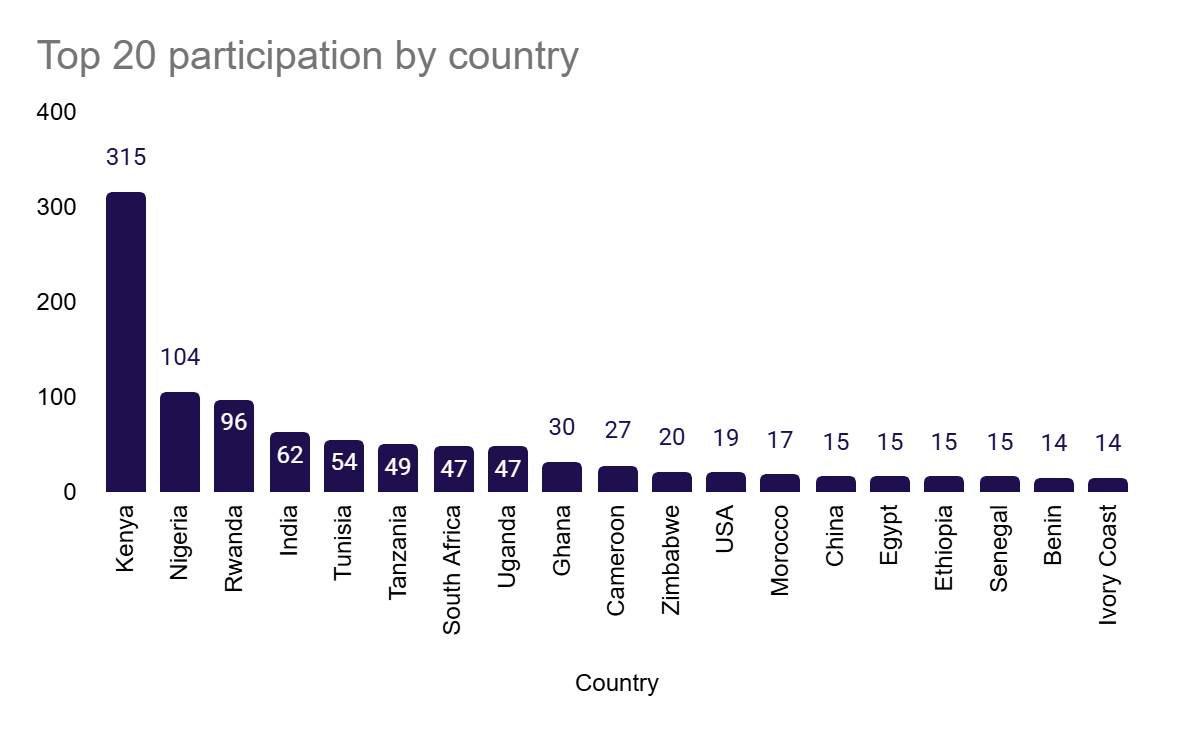 Top 20 participation by country
400
300
200
100
0
315
104
96
62
54
49
47
47
30
27
20
19
17
15
15
15
15
14
14
Kenya
Nigeria
Rwanda
India
Tunisia
Tanzania
South Africa
Uganda
Ghana
Cameroon
Zimbabwe
USA
Morocco
China
Egypt
Ethiopia
Senegal
Benin
Ivory Coast
Country